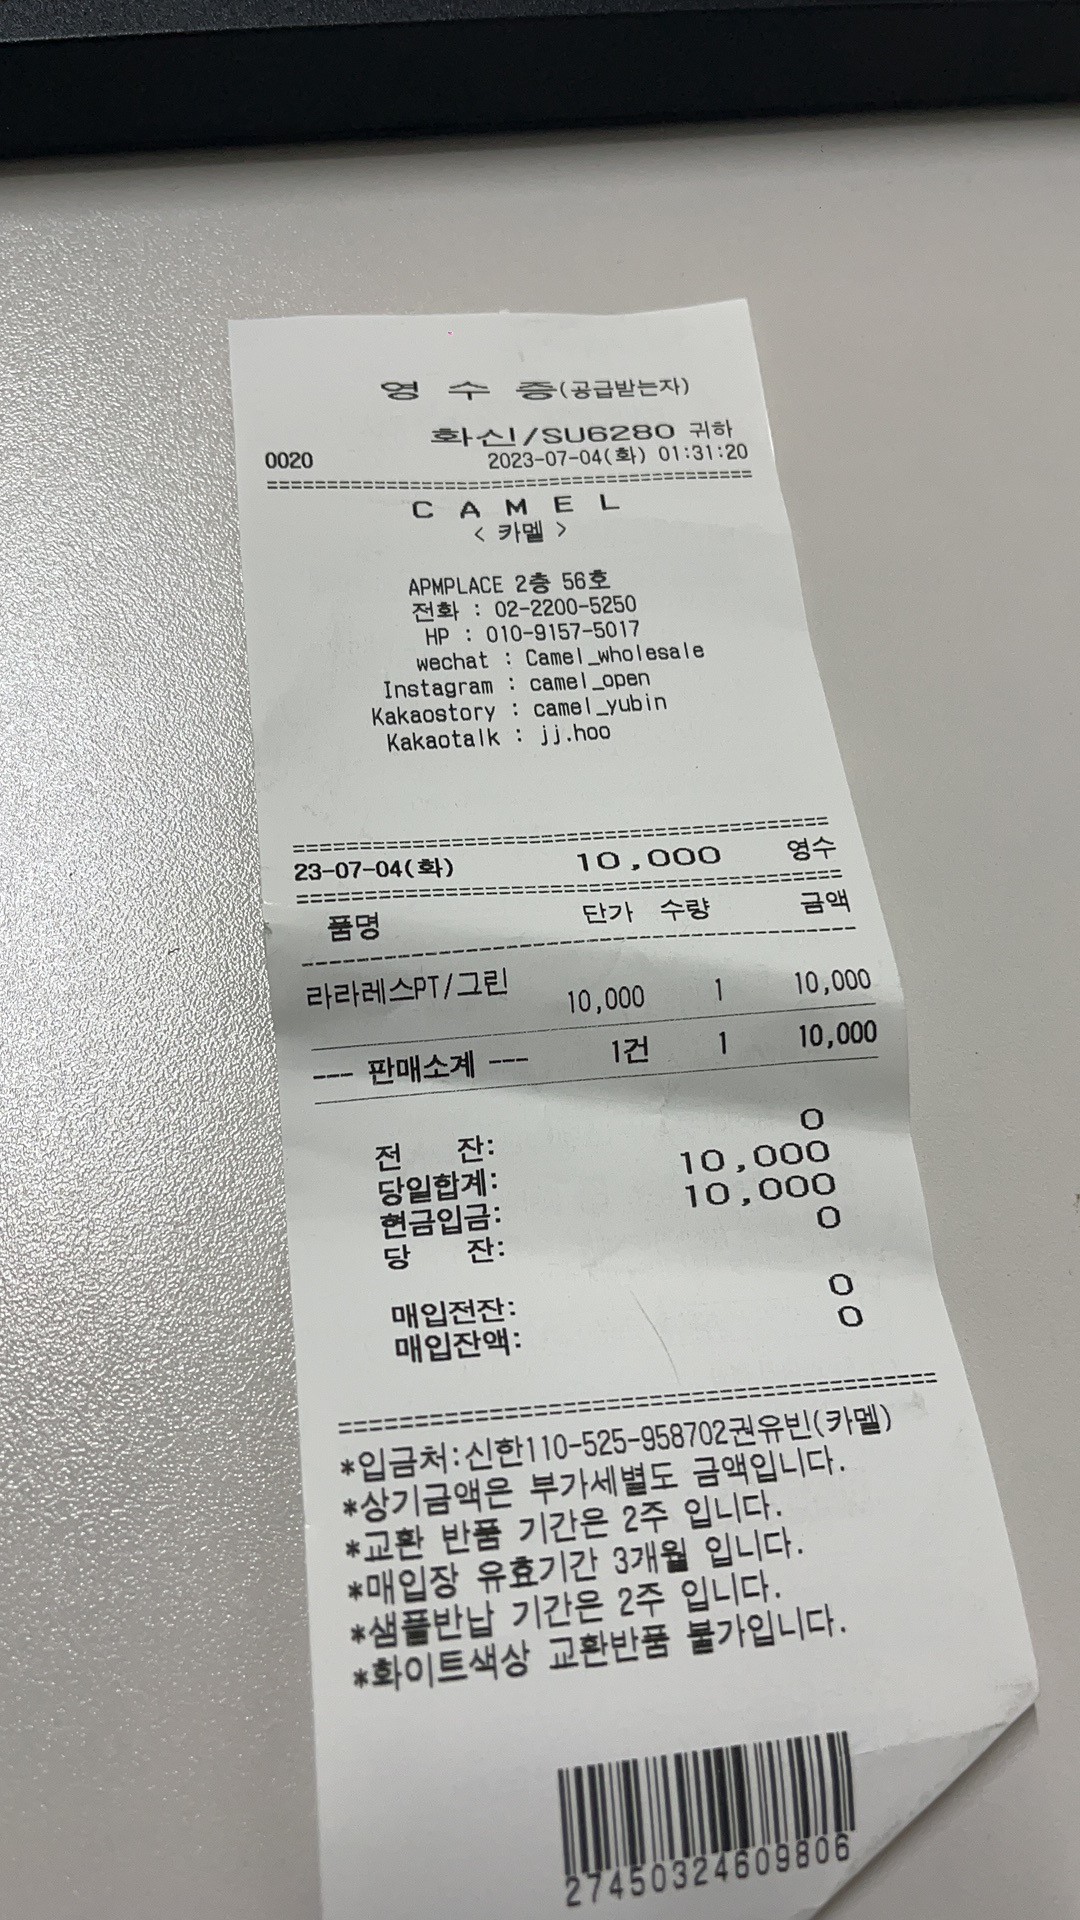 영 수 증(공급받는자)
화신/SU6280 귀하
0020 2023-07-04(화) 01:31:20
==========================================
C A M E L
< 카멜 >
APMPLACE 2층 56호
전화 : 02-2200-5250
HP : 010-9157-5017
wechat : Camel_wholesale
Instagram : camel_open
Kakaostory : camel_yubin
Kakaotalk : jj.hoo
==========================================
23-07-04(화) 10,000 영수
==========================================
품명 단가 수량 금액
------------------------------------------
라라레스PT/그린 10,000 1 10,000
--- 판매소계 --- 1건 1 10,000
전 잔: 0
당일합계: 10,000
현금입금: 10,000
당 잔: 0
매입전잔: 0
매입잔액: 0
==========================================
*입금처:신한110-525-958702권유빈(카멜)
*상기금액은 부가세별도 금액입니다.
*교환 반품 기간은 2주 입니다.
*매입장 유효기간 3개월 입니다.
*샘플반납 기간은 2주 입니다.
*화이트색상 교환반품 불가입니다.
27450324609806